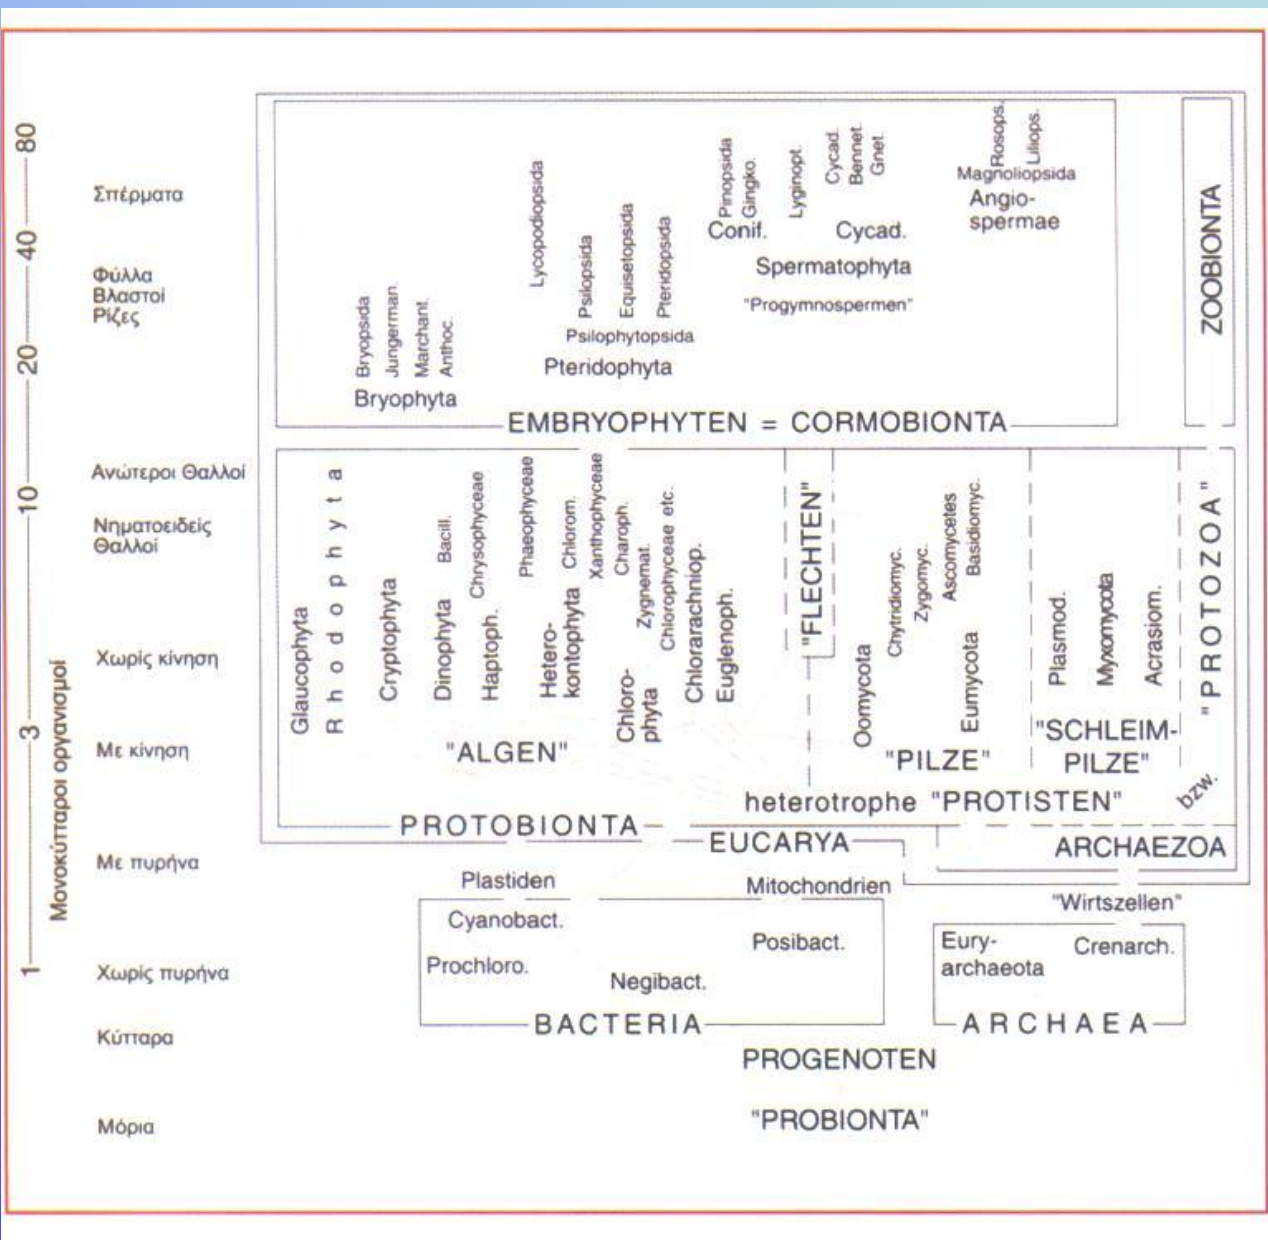 80
40
20
10
3
1
Μονοκύτταροι οργανισμοί
Σπέρματα
Φύλλα
Βλαστοί
Ρίζες
Ανώτεροι Θαλλοί
Νηματοειδείς
Θαλλοί
Χωρίς κίνηση
Με κίνηση
Με πυρήνα
Χωρίς πυρήνα
Κύτταρα
Μόρια
Bryopsida
Jungerman.
Marchant.
Anthoc.
Bryophyta
Lycopodiopsida
Psilopsida
Equisetopsida
Pteridopsida
Psilophytopsida
Pteridophyta
Pinopsida
Gingko.
Conif.
Lyginopt.
Cycad.
Bennet.
Gnet.
Cycad.
Spermatophyta
"Progymnospermen"
Rosops.
Liliops.
Magnoliopsida
Angio-
spermae
EMBRYOPHYTEN = CORMOBIONTA
ZOOBIONTA
Glaucophyta
Rhodophyta
Cryptophyta
Dinophyta
Bacill.
Chrysophyceae
Haptoph.
Phaeophyceae
Chlorom.
Xanthophyceae
Hetero-
kontophyta
Charoph.
Zygnemat.
Chlorophyceae etc.
Chloro-
phyta
Chlorarachniop.
Euglenoph.
"ALGEN"
"FLECHTEN"
Oomycota
Chytridiomyc.
Zygomyc.
Ascomycetes
Basidiomyc.
Eumycota
"PILZE"
Plasmod.
Myxomycota
Acrasiom.
"SCHLEIM-
PILZE"
"PROTOZOA"
bzw.
heterotrophe "PROTISTEN"
PROTOBIONTA
EUCARYA
ARCHAEZOA
Plastiden
Mitochondrien
"Wirtszellen"
Cyanobact.
Prochloro.
Negibact.
Posibact.
BACTERIA
Eury-
archaeota
Crenarch.
ARCHAEA
PROGENOTEN
"PROBIONTA"